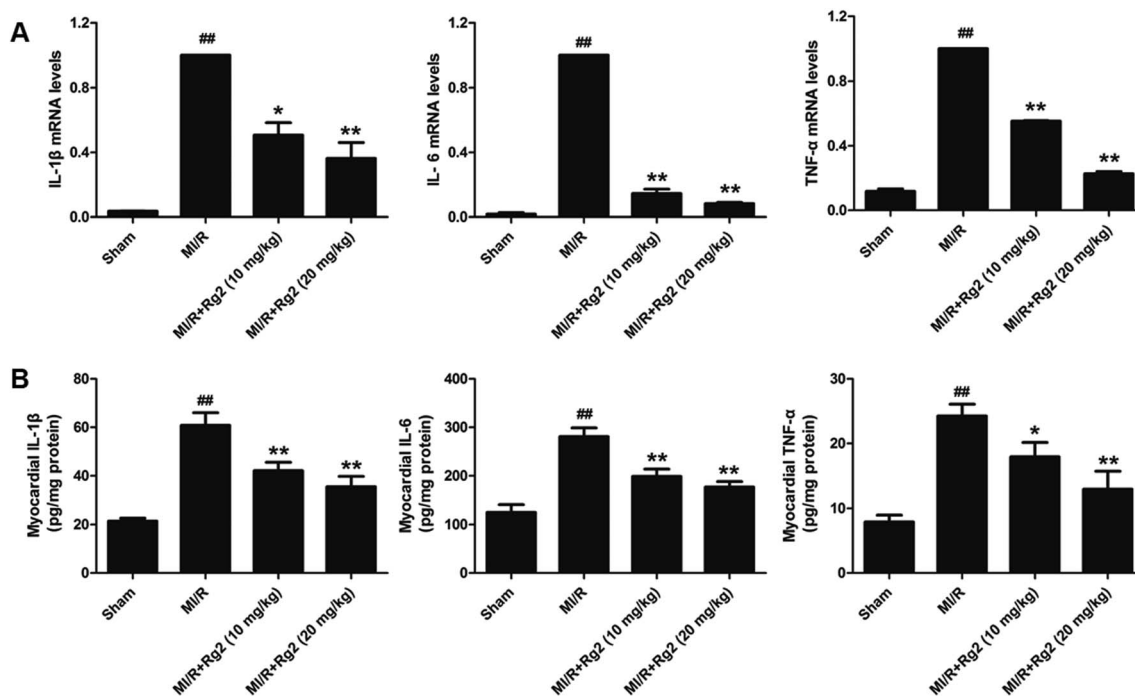 A
IL-1β mRNA levels
1.2
0.8
0.4
0.0
##
*
**
Sham
MI/R
MI/R+Rg2 (10 mg/kg)
MI/R+Rg2 (20 mg/kg)
IL- 6 mRNA levels
1.2
0.8
0.4
0.0
##
**
**
Sham
MI/R
MI/R+Rg2 (10 mg/kg)
MI/R+Rg2 (20 mg/kg)
TNF-α mRNA levels
1.2
0.8
0.4
0.0
##
**
**
Sham
MI/R
MI/R+Rg2 (10 mg/kg)
MI/R+Rg2 (20 mg/kg)
B
Myocardial IL-1β
(pg/mg protein)
80
60
40
20
0
##
**
**
Sham
MI/R
MI/R+Rg2 (10 mg/kg)
MI/R+Rg2 (20 mg/kg)
Myocardial IL-6
(pg/mg protein)
400
300
200
100
0
##
**
**
Sham
MI/R
MI/R+Rg2 (10 mg/kg)
MI/R+Rg2 (20 mg/kg)
Myocardial TNF-α
(pg/mg protein)
30
20
10
0
##
*
**
Sham
MI/R
MI/R+Rg2 (10 mg/kg)
MI/R+Rg2 (20 mg/kg)